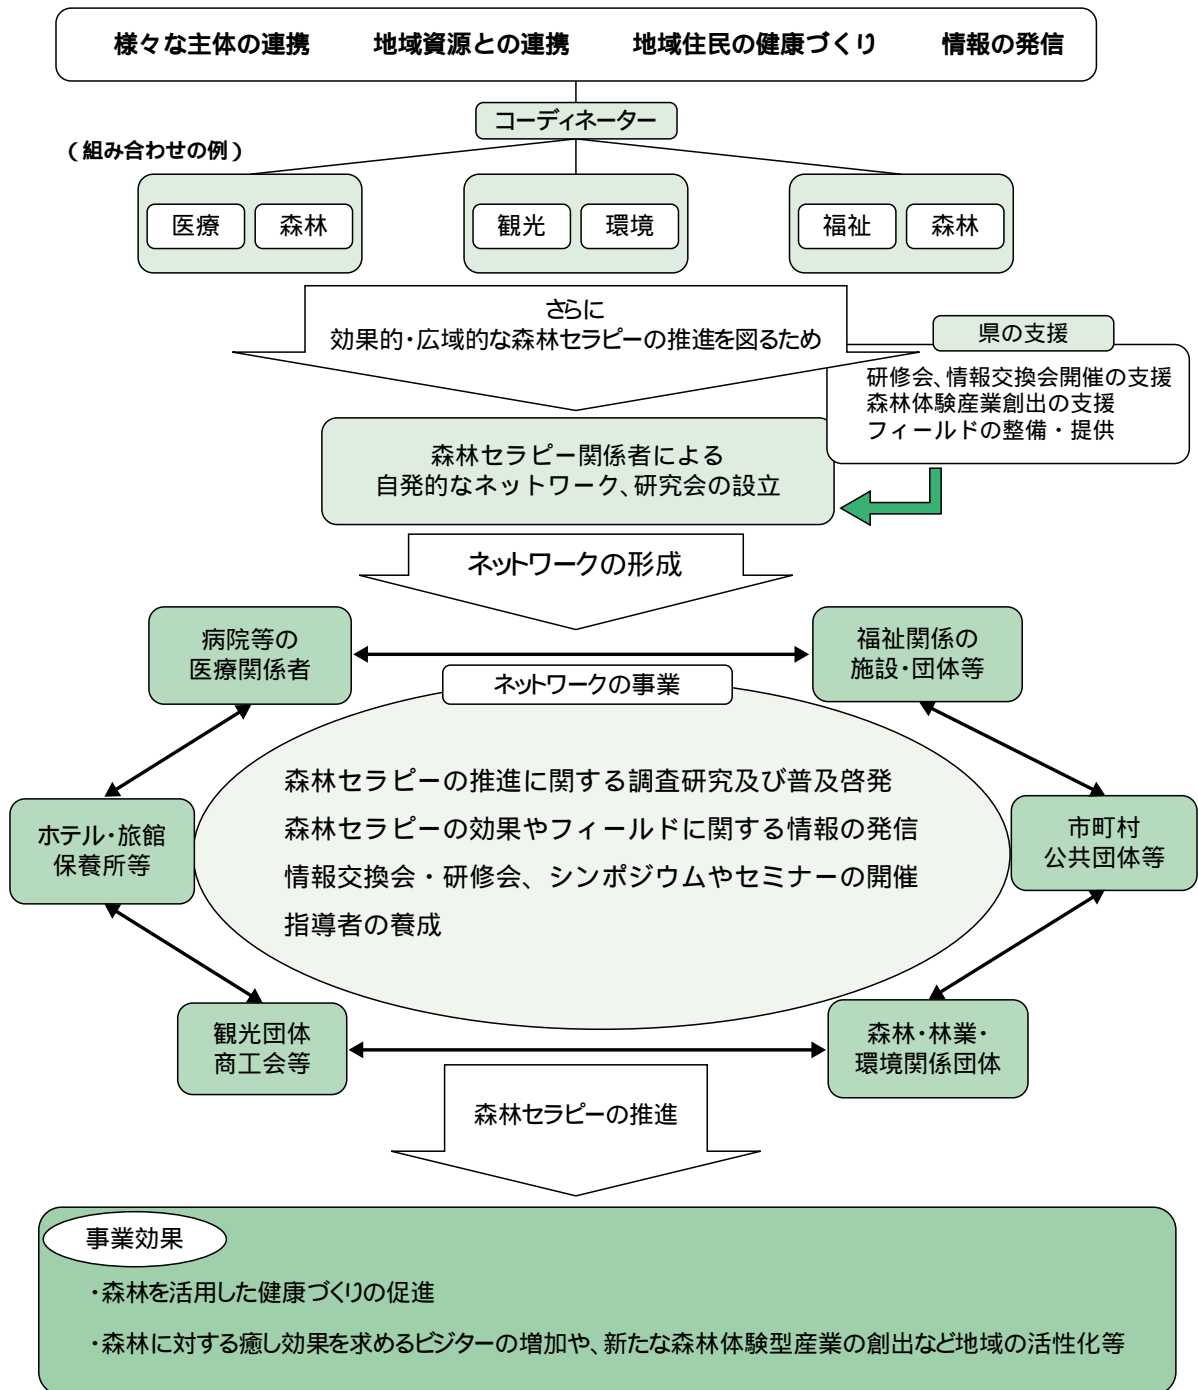 様々な主体の連携　地域資源との連携　地域住民の健康づくり　情報の発信
コーディネーター
（組み合わせの例）
医療　森林
観光　環境
福祉　森林
さらに
効果的・広域的な森林セラピーの推進を図るため
県の支援
研修会、情報交換会開催の支援
森林体験産業創出の支援
フィールドの整備・提供
森林セラピー関係者による
自発的なネットワーク、研究会の設立
ネットワークの形成
病院等の
医療関係者
福祉関係の
施設・団体等
ネットワークの事業
森林セラピーの推進に関する調査研究及び普及啓発
森林セラピーの効果やフィールドに関する情報の発信
情報交換会・研修会、シンポジウムやセミナーの開催
指導者の養成
ホテル・旅館
保養所等
市町村
公共団体等
観光団体
商工会等
森林・林業・
環境関係団体
森林セラピーの推進
事業効果
・森林を活用した健康づくりの促進
・森林に対する癒し効果を求めるビジターの増加や、新たな森林体験型産業の創出など地域の活性化等